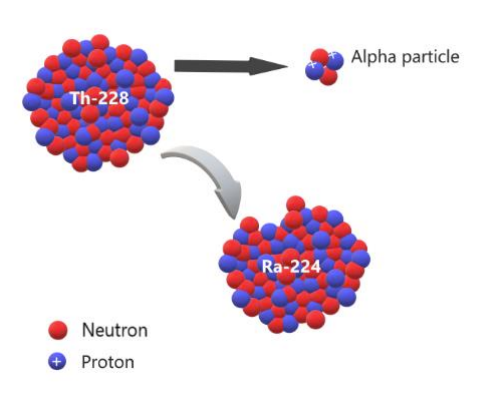 Alpha particle
Th-228
Ra-224
Neutron
+ Proton